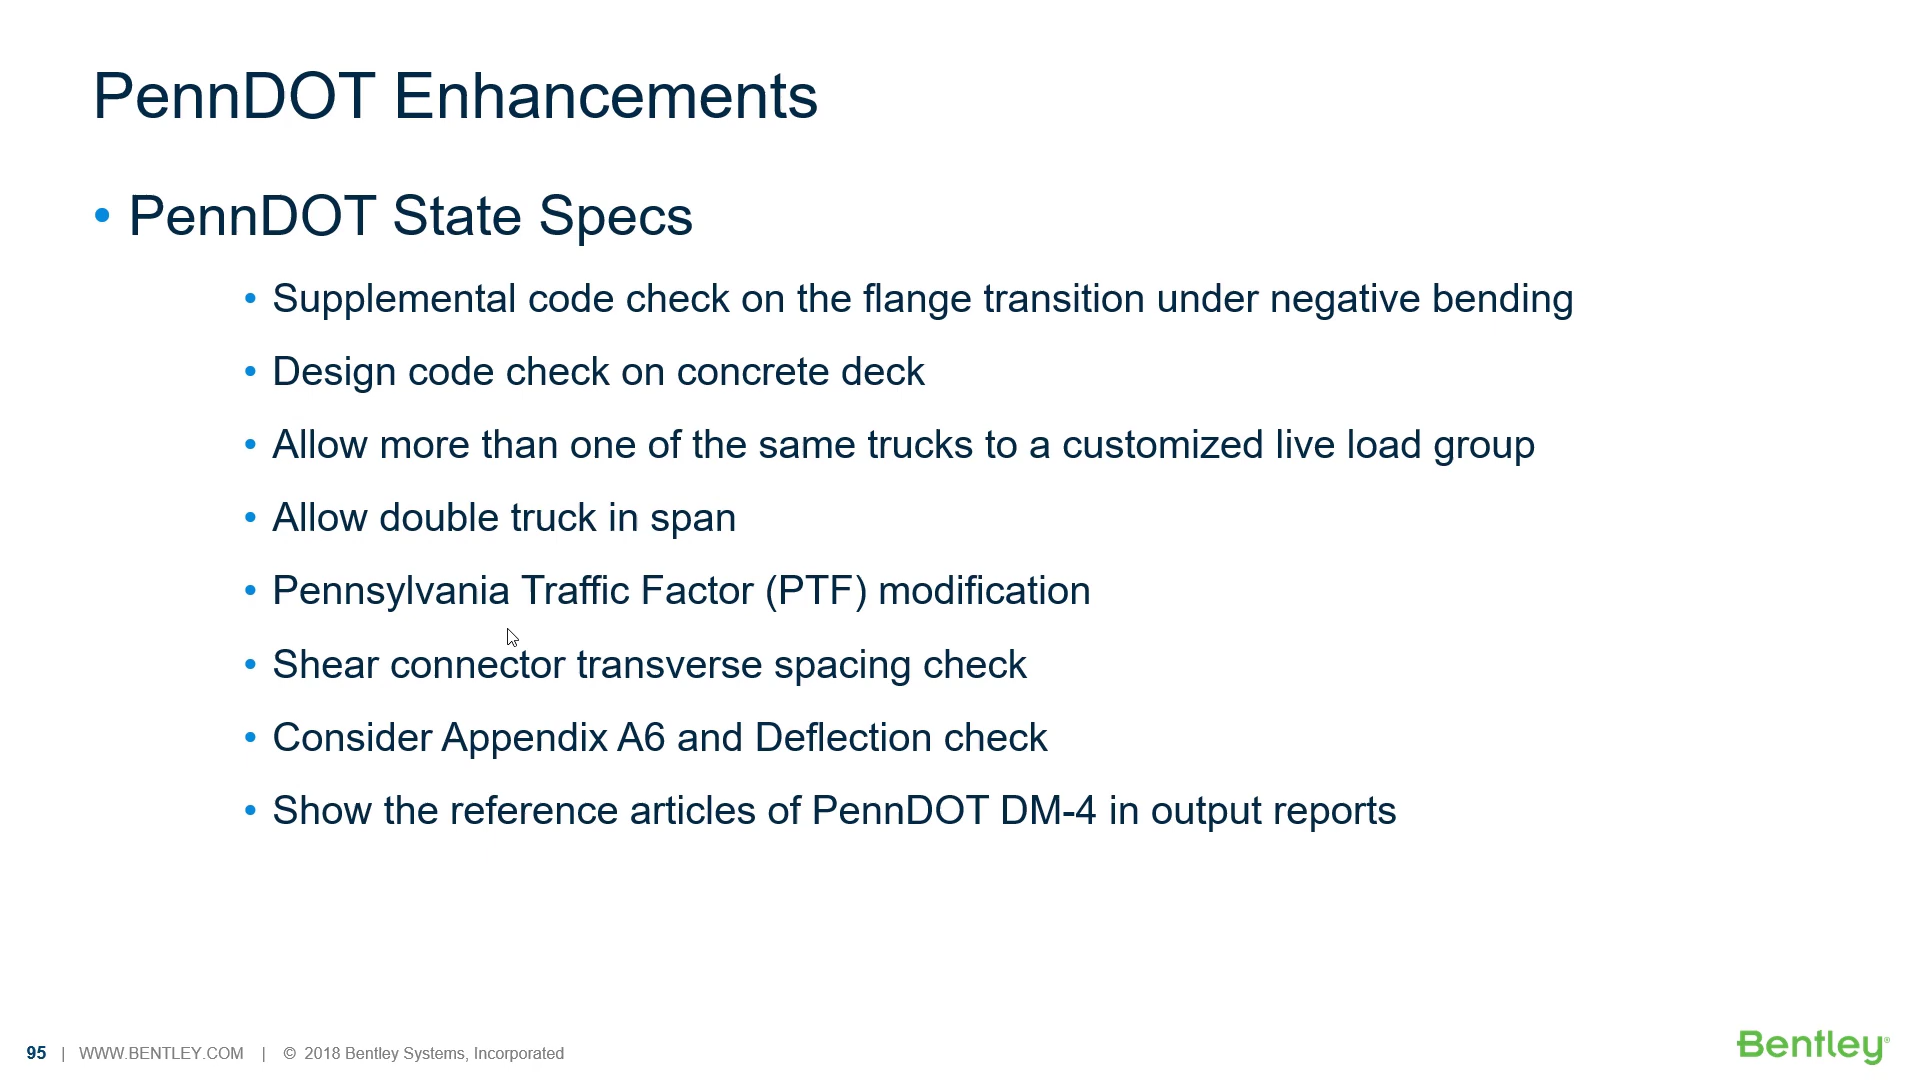 PennDOT Enhancements
• PennDOT State Specs
• Supplemental code check on the flange transition under negative bending
• Design code check on concrete deck
• Allow more than one of the same trucks to a customized live load group
• Allow double truck in span
• Pennsylvania Traffic Factor (PTF) modification
• Shear connector transverse spacing check
• Consider Appendix A6 and Deflection check
• Show the reference articles of PennDOT DM-4 in output reports
95 | WWW.BENTLEY.COM | © 2018 Bentley Systems, Incorporated
Bentley®